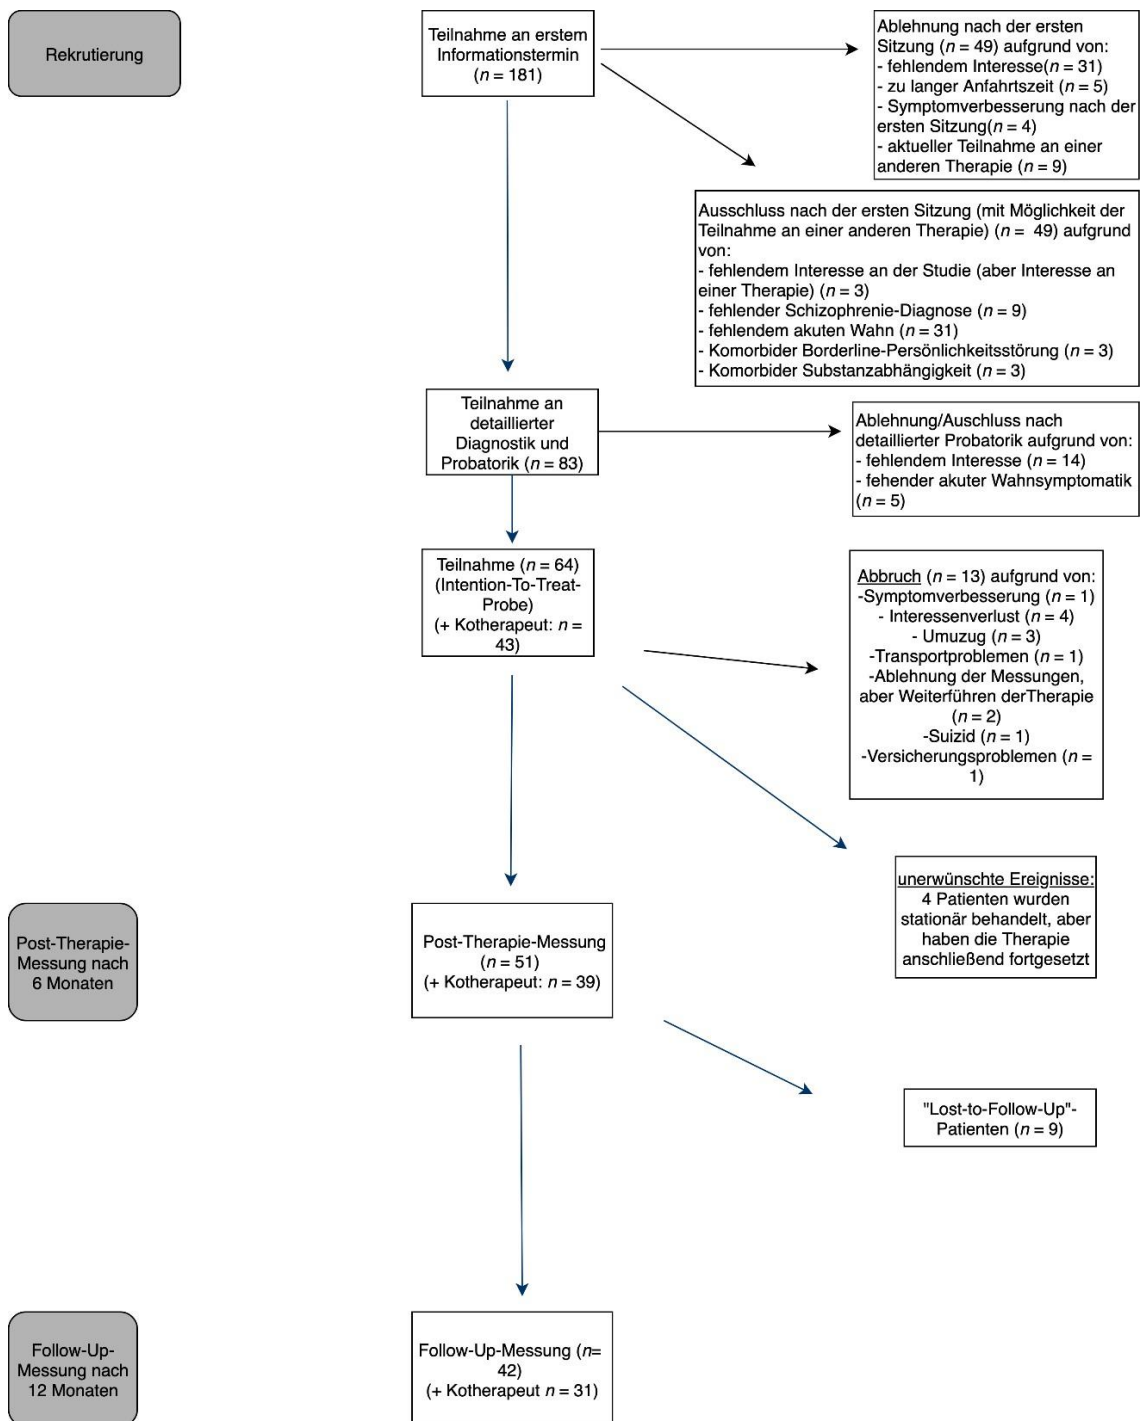 Rekrutierung
Teilnahme an erstem
Informationstermin
(n = 181)
Ablehnung nach der ersten
Sitzung (n = 49) aufgrund von:
- fehlendem Interesse(n = 31)
- zu langer Anfahrtszeit (n = 5)
- Symptomverbesserung nach der
ersten Sitzung(n = 4)
- aktueller Teilnahme an einer
anderen Therapie (n = 9)
Ausschluss nach der ersten Sitzung (mit Möglichkeit der
Teilnahme an einer anderen Therapie) (n = 49) aufgrund
von:
- fehlendem Interesse an der Studie (aber Interesse an
einer Therapie) (n = 3)
- fehlender Schizophrenie-Diagnose (n = 9)
- fehlendem akuten Wahn (n = 31)
- Komorbider Borderline-Persönlichkeitsstörung (n = 3)
- Komorbider Substanzabhängigkeit (n = 3)
Teilnahme an
detaillierter
Diagnostik und
Probatorik (n = 83)
Ablehnung/Auschluss nach
detaillierter Probatorik aufgrund von:
- fehlendem Interesse (n = 14)
- fehender akuter Wahnsymptomatik
(n = 5)
Teilnahme (n = 64)
(Intention-To-Treat-
Probe)
(+ Kotherapeut: n =
43)
Abbruch (n = 13) aufgrund von:
-Symptomverbesserung (n = 1)
- Interessenverlust (n = 4)
- Umuzug (n = 3)
-Transportproblemen (n = 1)
-Ablehnung der Messungen,
aber Weiterführen derTherapie
(n = 2)
-Suizid (n = 1)
-Versicherungsproblemen (n =
1)
unerwünschte Ereignisse:
4 Patienten wurden
stationär behandelt, aber
haben die Therapie
anschließend fortgesetzt
Post-Therapie-
Messung nach
6 Monaten
Post-Therapie-Messung
(n = 51)
(+ Kotherapeut: n = 39)
"Lost-to-Follow-Up"-
Patienten (n = 9)
Follow-Up-
Messung nach
12 Monaten
Follow-Up-Messung (n=
42)
(+ Kotherapeut n = 31)